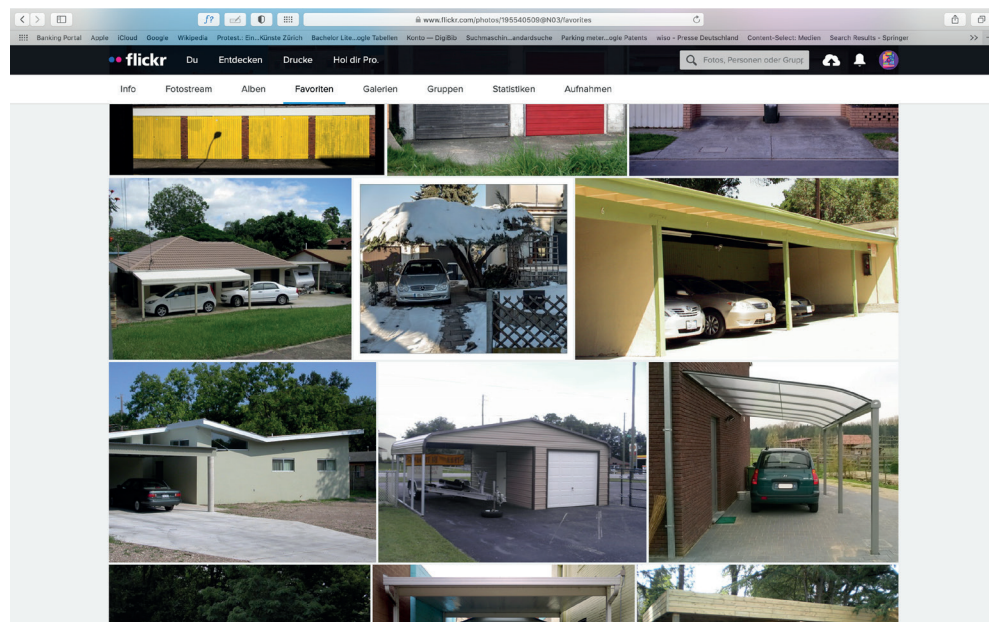 www.flickr.com/photos/195540509@N03/favorites
Banking Portal Apple iCloud Google Wikipedia Protest.: Ein...Künste Zürich Bachelor Lite...ogle Tabellen Konto — DigiBib Suchmaschin...andardsuche Parking meter...ogle Patents wiso – Presse Deutschland Content-Select: Medien Search Results - Springer >>
flickr Du Entdecken Drucke Hol dir Pro. Fotos, Personen oder Grupp
Info Fotostream Alben Favoriten Galerien Gruppen Statistiken Aufnahmen